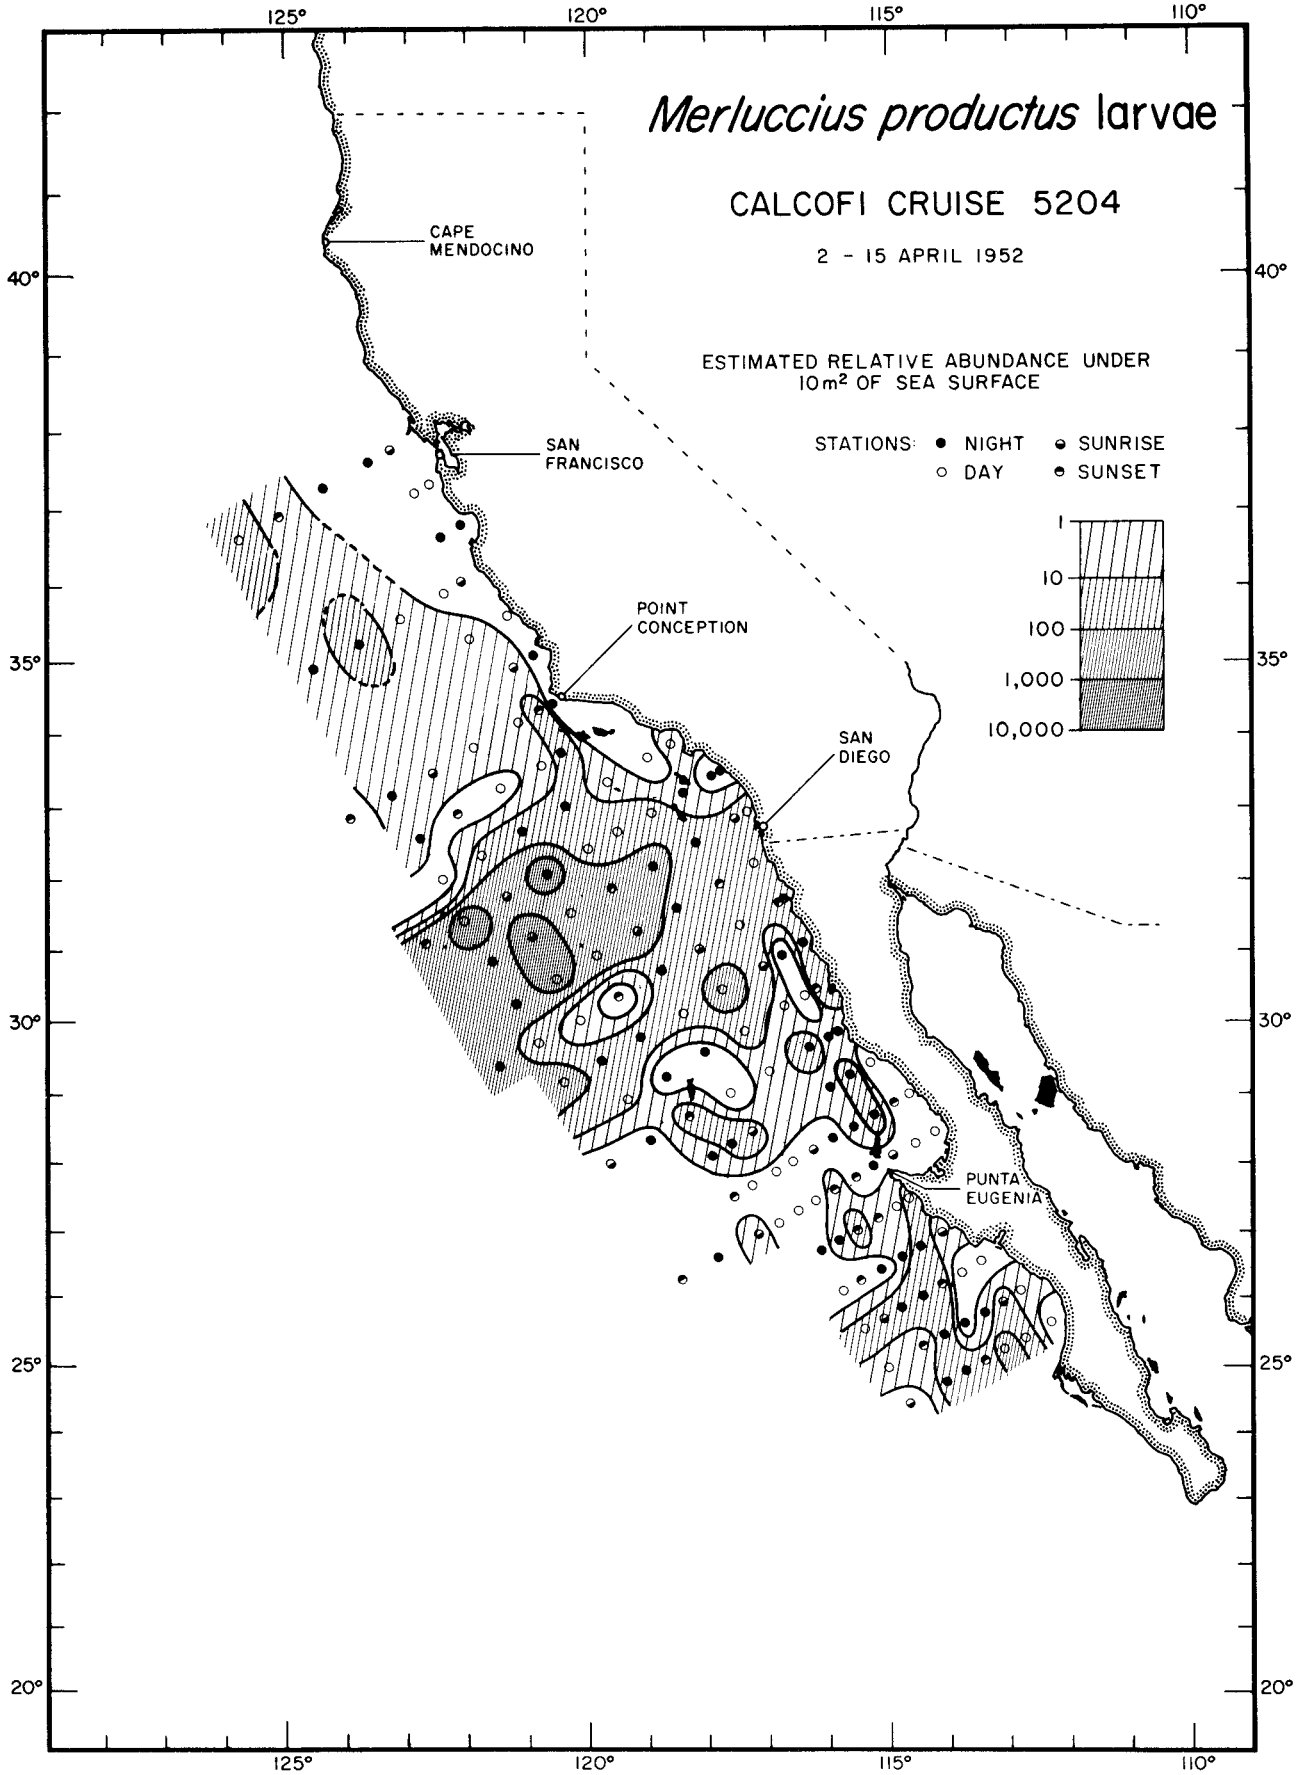 125° 120° 115° 110°
Merluccius productus larvae
CALCOFI CRUISE 5204
2 - 15 APRIL 1952
CAPE
MENDOCINO
40° 40°
ESTIMATED RELATIVE ABUNDANCE UNDER
10m² OF SEA SURFACE
STATIONS: ● NIGHT ◒ SUNRISE
○ DAY ◓ SUNSET
SAN
FRANCISCO
1
10
100
1,000
10,000
POINT
CONCEPTION
35° 35°
SAN
DIEGO
30° 30°
PUNTA
EUGENIA
25° 25°
20° 20°
125° 120° 115° 110°